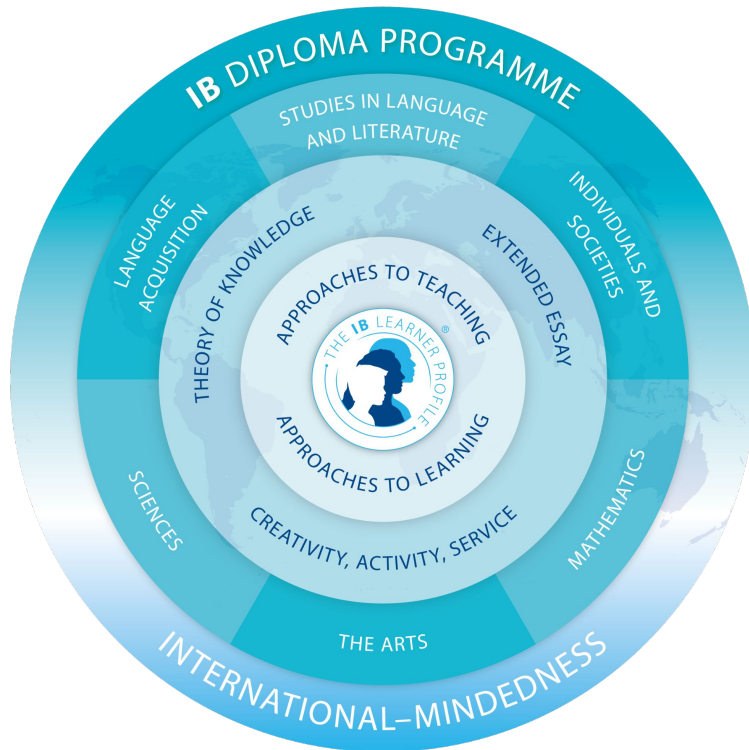 IB DIPLOMA PROGRAMME
STUDIES IN LANGUAGE
AND LITERATURE
LANGUAGE
ACQUISITION
INDIVIDUALS AND
SOCIETIES
THEORY OF KNOWLEDGE
EXTENDED ESSAY
APPROACHES TO TEACHING
THE IB LEARNER PROFILE ®
APPROACHES TO LEARNING
CREATIVITY, ACTIVITY, SERVICE
SCIENCES
MATHEMATICS
THE ARTS
INTERNATIONAL–MINDEDNESS